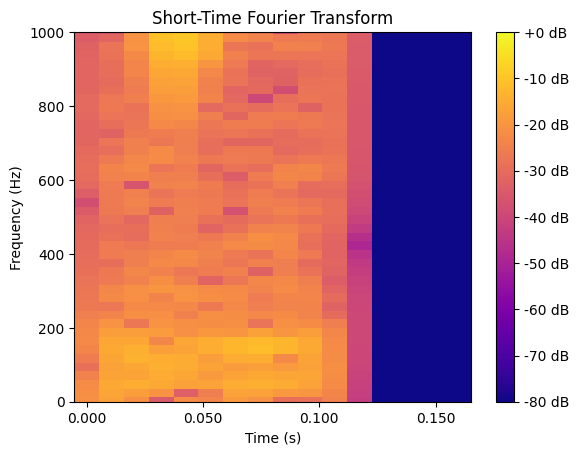 Short-Time Fourier Transform
1000
800
600
400
200
0
Frequency (Hz)
0.000
0.050
0.100
0.150
Time (s)
+0 dB
-10 dB
-20 dB
-30 dB
-40 dB
-50 dB
-60 dB
-70 dB
-80 dB